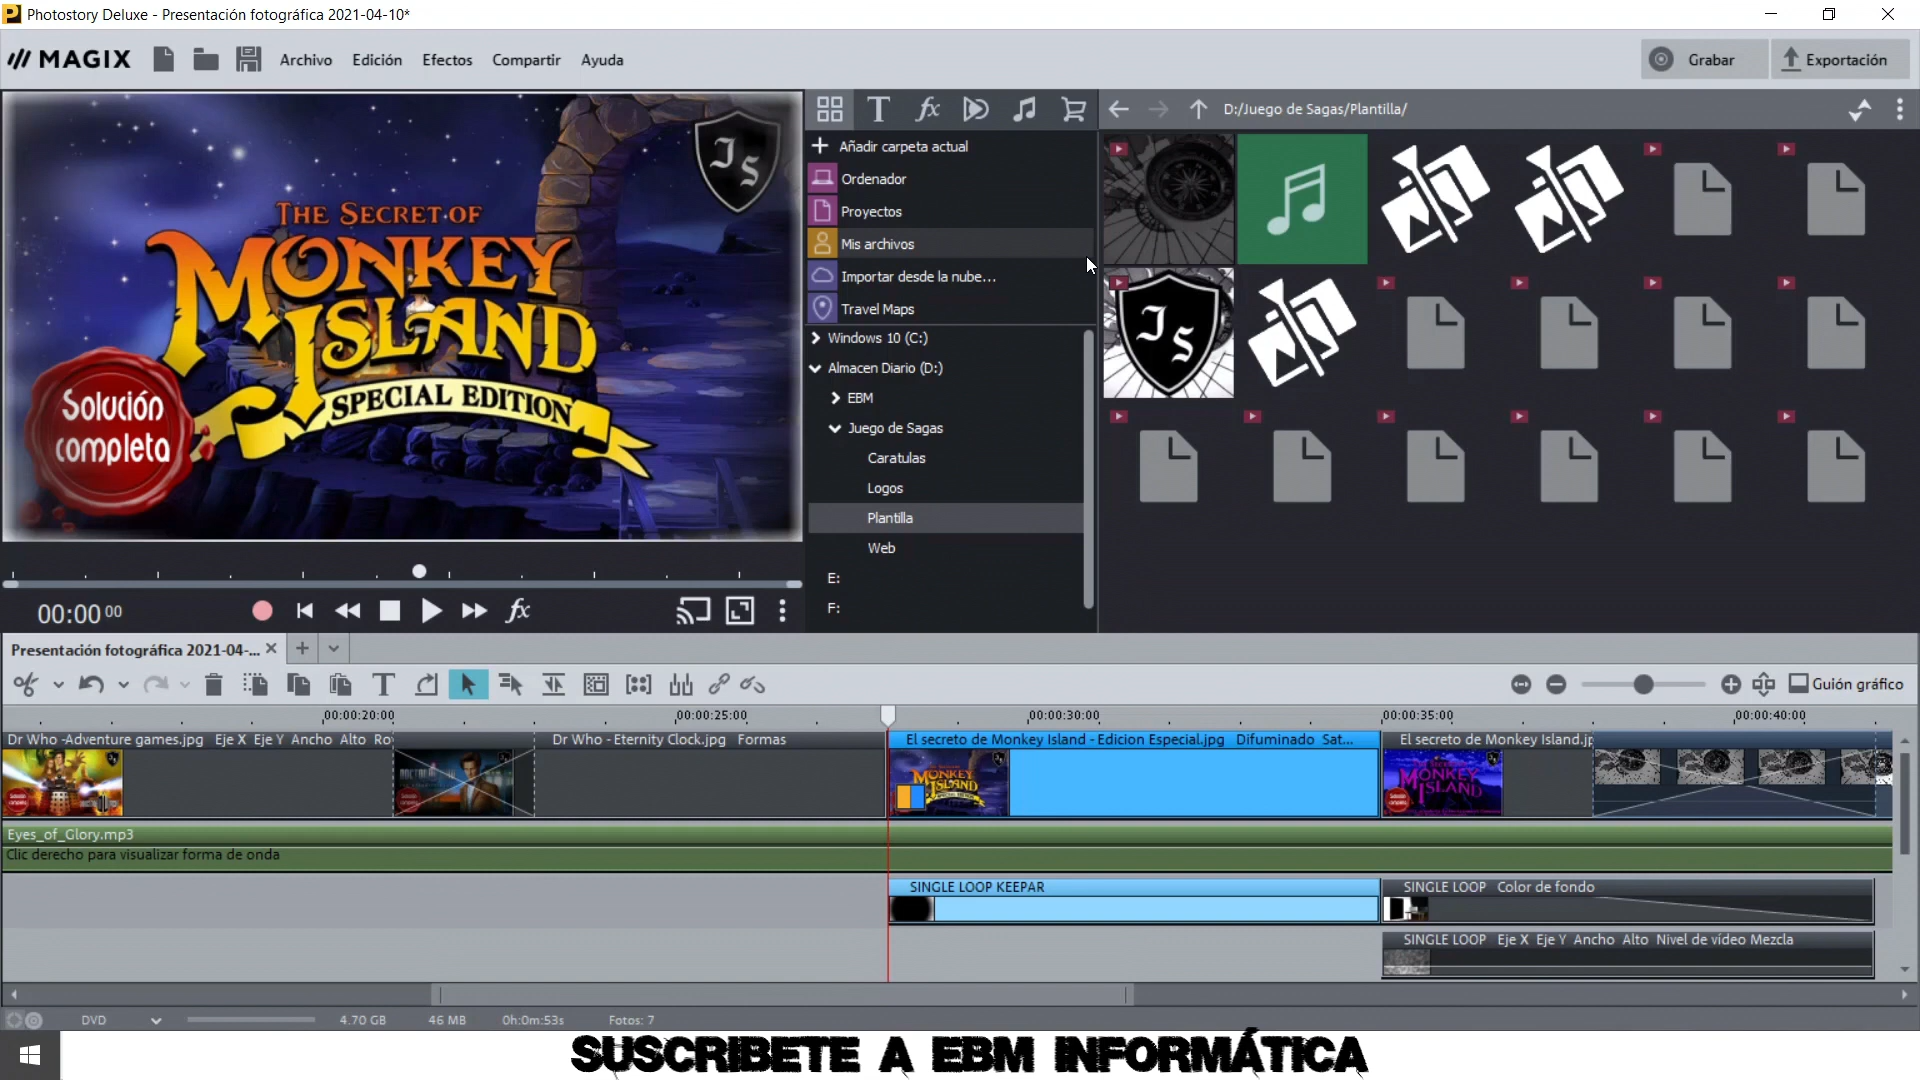 Photostory Deluxe - Presentación fotográfica 2021-04-10*
MAGIX
Archivo Edición Efectos Compartir Ayuda
Grabar Exportación
D:/Juego de Sagas/Plantilla/
Añadir carpeta actual
Ordenador
Proyectos
Mis archivos
Importar desde la nube...
Travel Maps
Windows 10 (C:)
Almacen Diario (D:)
EBM
Juego de Sagas
Caratulas
Logos
Plantilla
Web
E:
F:
JS
THE SECRET OF
MONKEY
ISLAND
SPECIAL EDITION
Solución
completa
JS
00:00 00
Presentación fotográfica 2021-04-...
Guión gráfico
00:00:20:00 00:00:25:00 00:00:30:00 00:00:35:00 00:00:40:00
Dr Who -Adventure games.jpg Eje X Eje Y Ancho Alto Ro
Dr Who - Eternity Clock.jpg Formas
El secreto de Monkey Island - Edicion Especial.jpg Difuminado Sat...
El secreto de Monkey Island.jp
MONKEY
ISLAND
MONKEY
ISLAND
Eyes_of_Glory.mp3
Clic derecho para visualizar forma de onda
SINGLE LOOP KEEPAR
SINGLE LOOP Color de fondo
SINGLE LOOP Eje X Eje Y Ancho Alto Nivel de vídeo Mezcla
DVD 4.70 GB 46 MB 0h:0m:53s Fotos: 7
SUSCRIBETE A EBM INFORMÁTICA